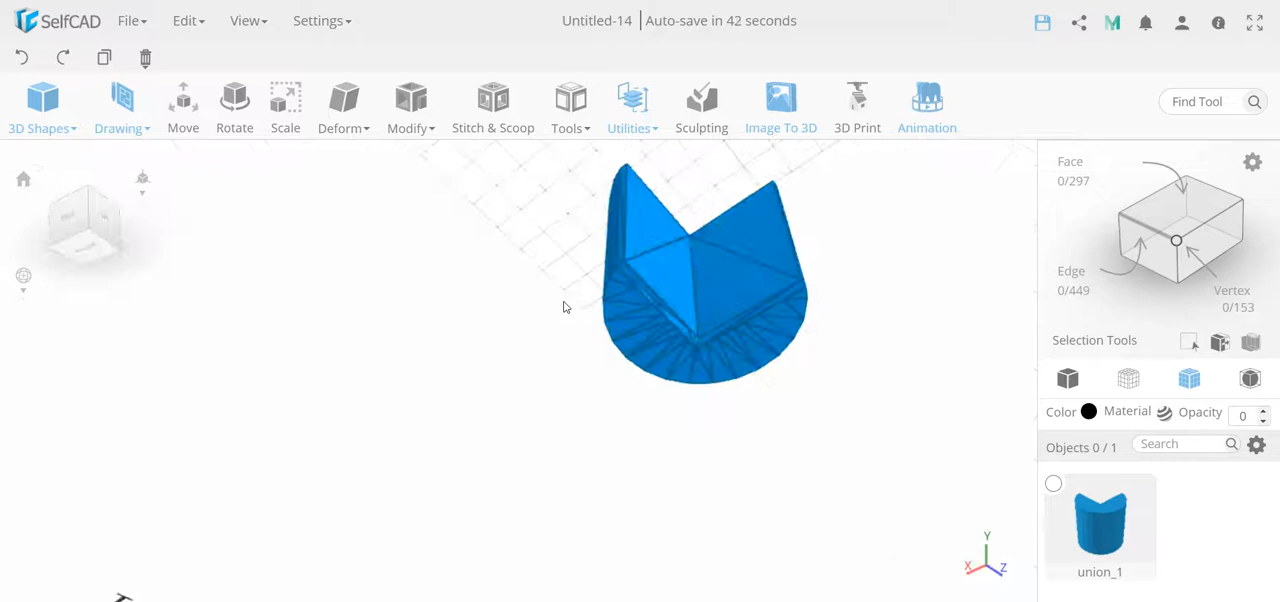 SelfCAD File Edit View Settings Untitled-14 Auto-save in 42 seconds
3D Shapes Drawing Move Rotate Scale Deform Modify Stitch & Scoop Tools Utilities Sculpting Image To 3D 3D Print Animation Find Tool
Face
0/297
Edge
0/449
Vertex
0/153
Selection Tools
Color Material Opacity 0
Objects 0 / 1 Search
union_1
Y
X Z